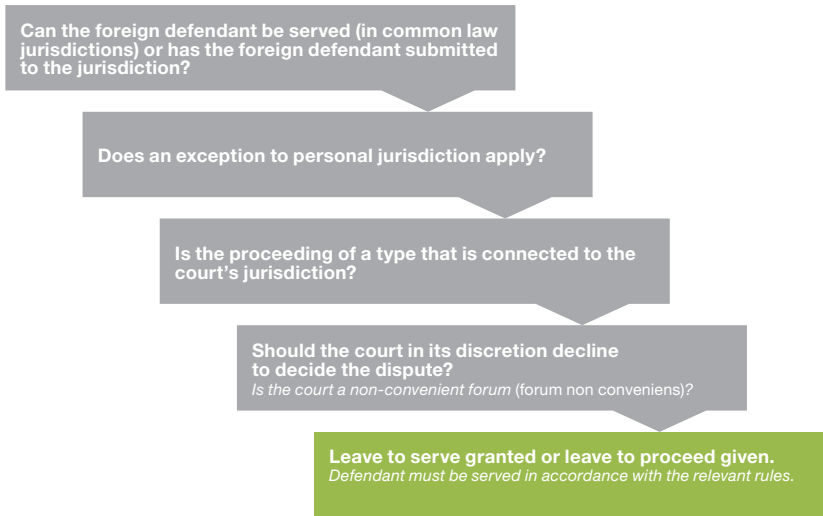 Can the foreign defendant be served (in common law
jurisdictions) or has the foreign defendant submitted
to the jurisdiction?
Does an exception to personal jurisdiction apply?
Is the proceeding of a type that is connected to the
court's jurisdiction?
Should the court in its discretion decline
to decide the dispute?
Is the court a non-convenient forum (forum non conveniens)?
Leave to serve granted or leave to proceed given.
Defendant must be served in accordance with the relevant rules.